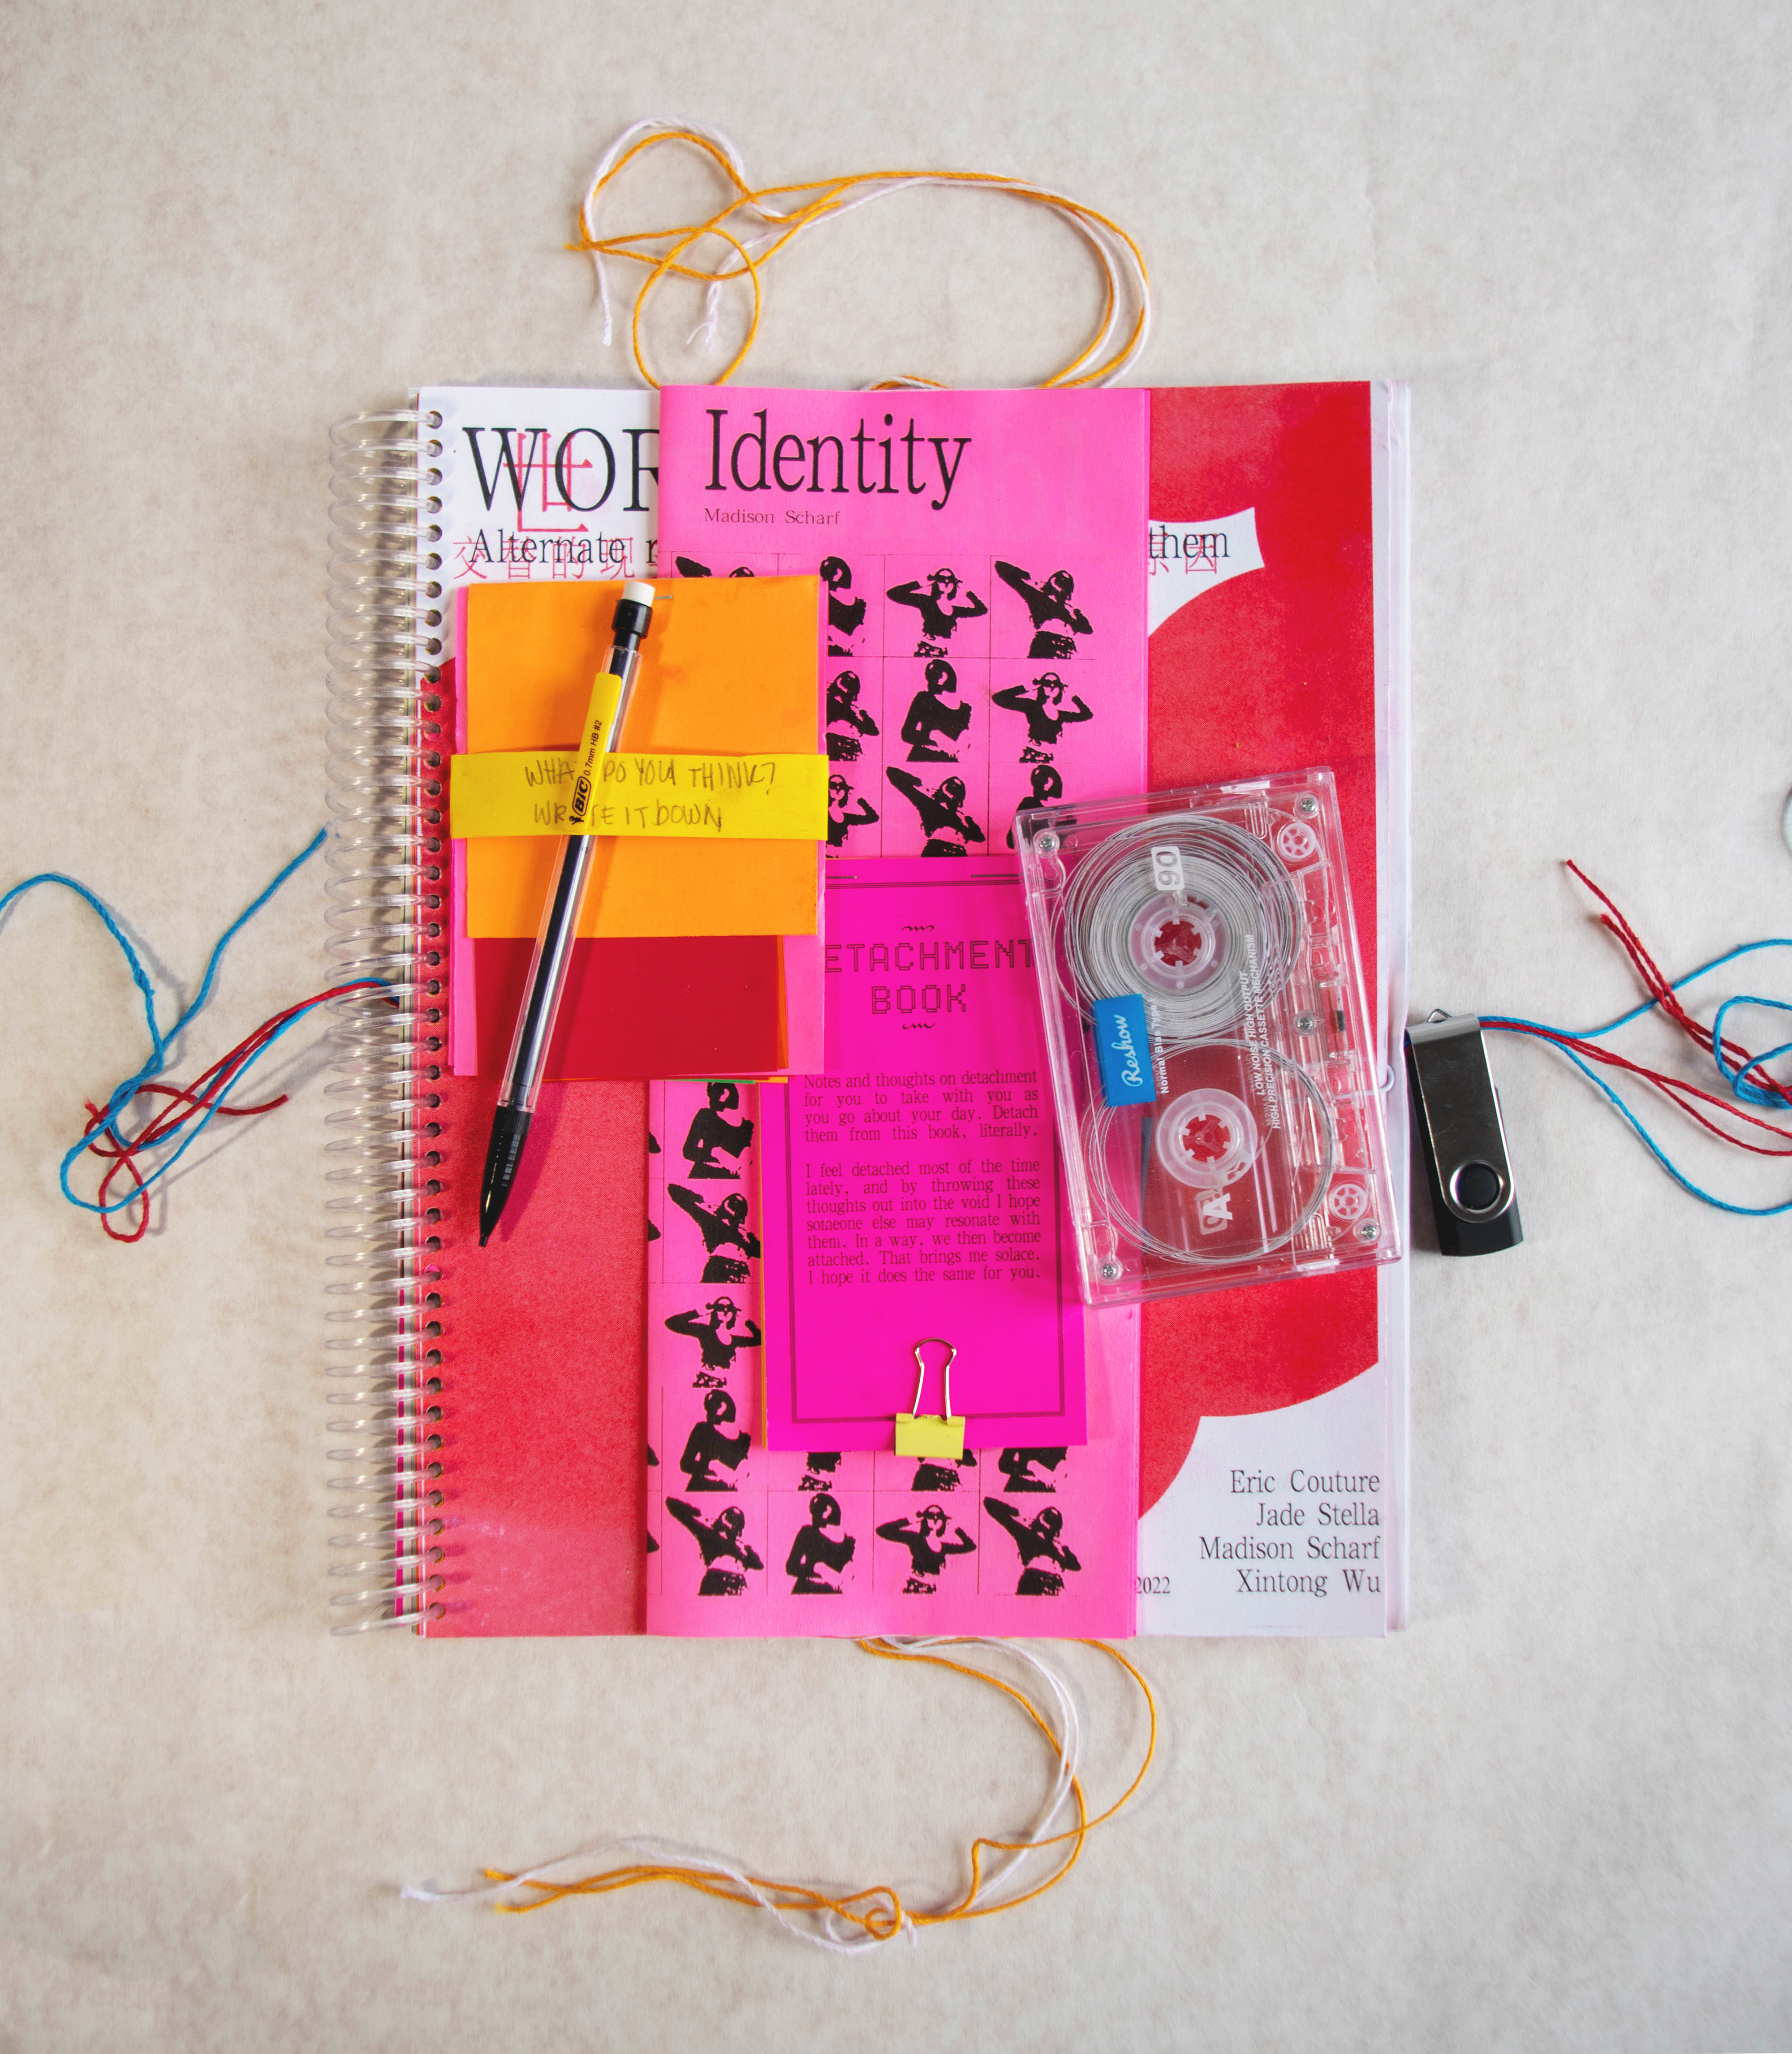 WOR
世
Alternate r
them
交替的现
原因
Identity
Madison Scharf
WHAT DO YOU THINK?
WRITE IT DOWN
BIC 0.7mm HB #2
ETACHMENT
BOOK
Notes and thoughts on detachment
for you to take with you as
you go about your day. Detach
them from this book, literally.
I feel detached most of the time
lately, and by throwing these
thoughts out into the void I hope
someone else may resonate with
them. In a way, we then become
attached. That brings me solace.
I hope it does the same for you.
90
Reshow
Normal Bias Type I
LOW NOISE HIGH OUTPUT
HIGH PRECISION CASSETTE MECHANISM
A
Eric Couture
Jade Stella
Madison Scharf
2022 Xintong Wu